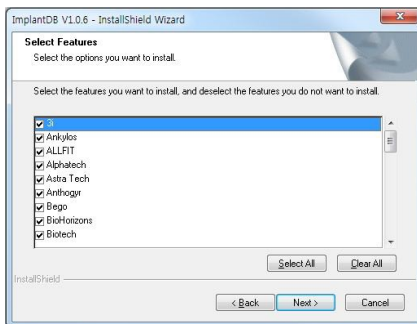 ImplantDB V1.0.6 - InstallShield Wizard
Select Features
Select the options you want to install.
Select the features you want to install, and deselect the features you do not want to install.
3i
Ankylos
ALLFIT
Alphatech
Astra Tech
Anthogyr
Bego
BioHorizons
Biotech
Select All
Clear All
InstallShield
< Back
Next >
Cancel